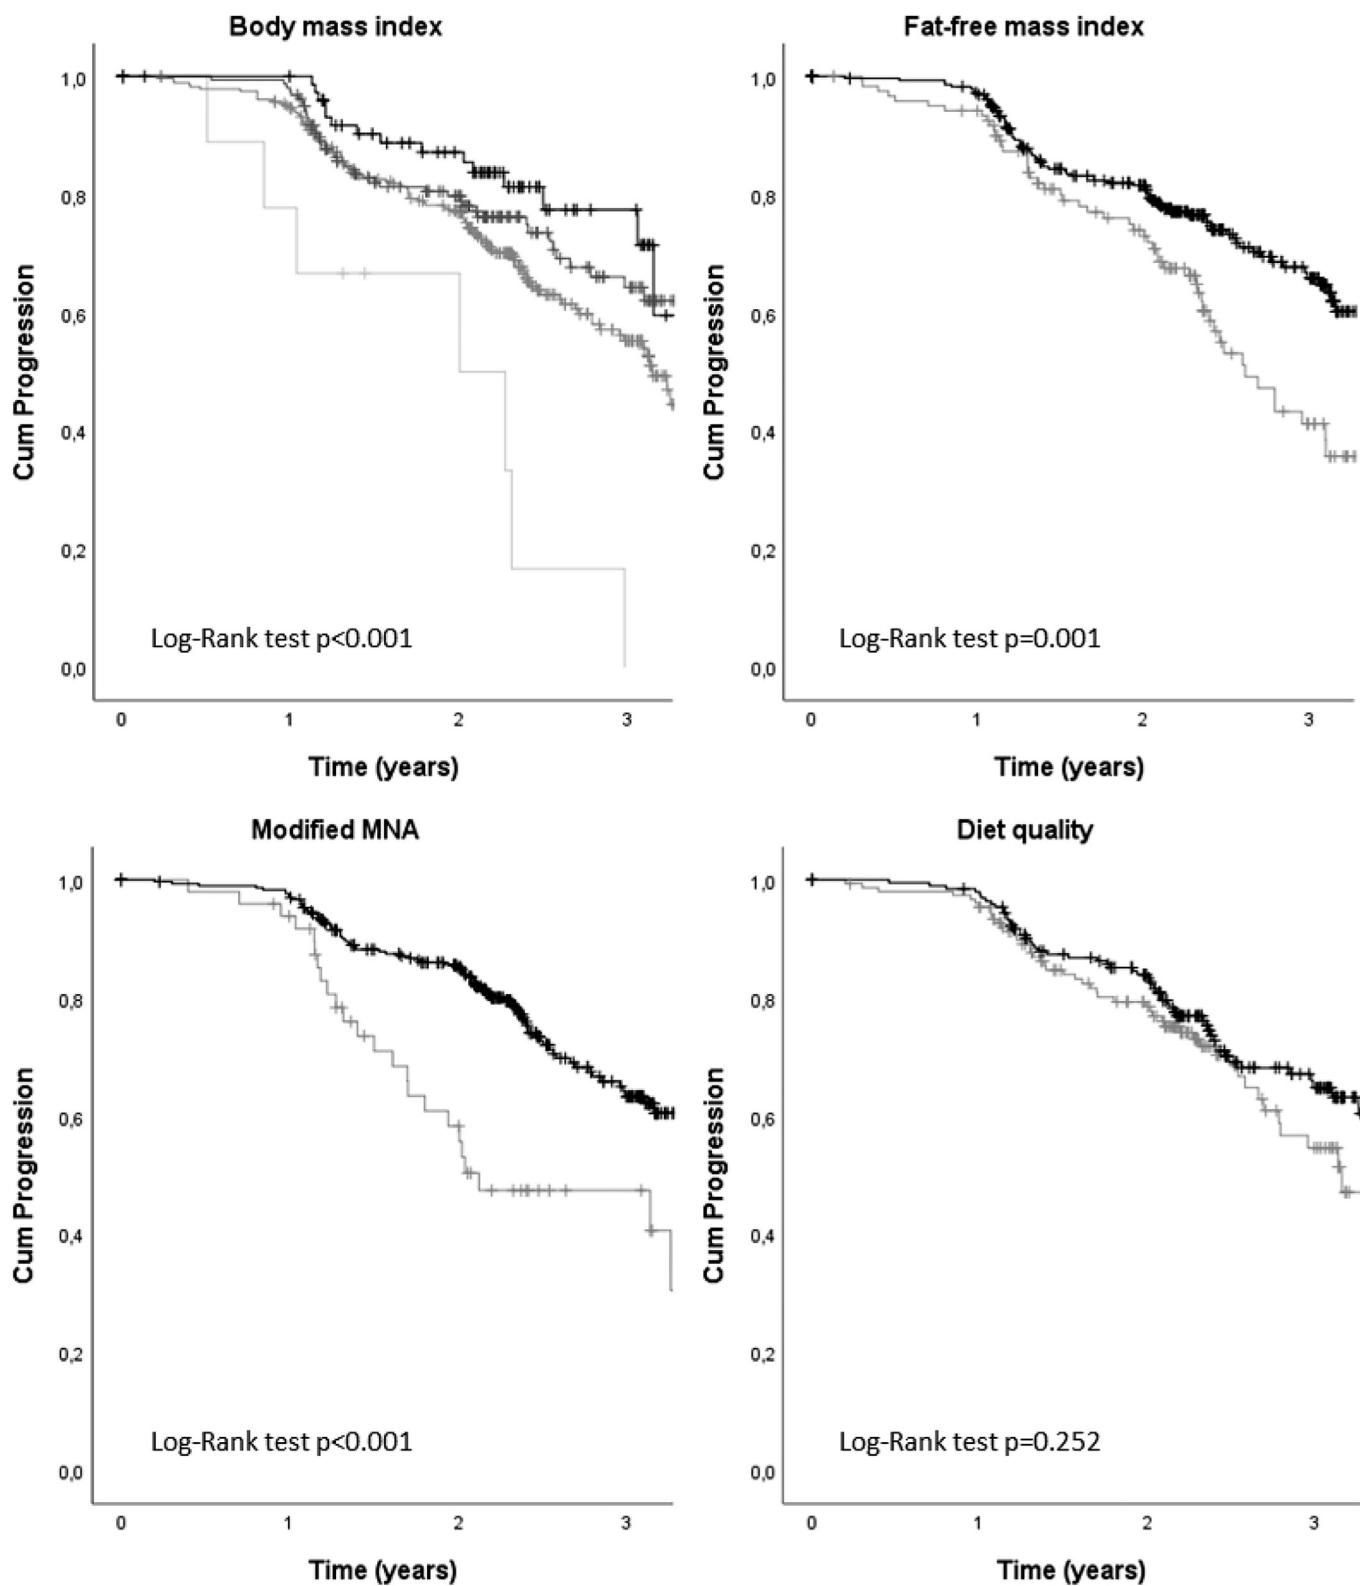 Body mass index
Cum Progression
1,0
0,8
0,6
0,4
0,2
0,0
Log-Rank test p<0.001
0 1 2 3
Time (years)
Fat-free mass index
Cum Progression
1,0
0,8
0,6
0,4
0,2
0,0
Log-Rank test p=0.001
0 1 2 3
Time (years)
Modified MNA
Cum Progression
1,0
0,8
0,6
0,4
0,2
0,0
Log-Rank test p<0.001
0 1 2 3
Time (years)
Diet quality
Cum Progression
1,0
0,8
0,6
0,4
0,2
0,0
Log-Rank test p=0.252
0 1 2 3
Time (years)